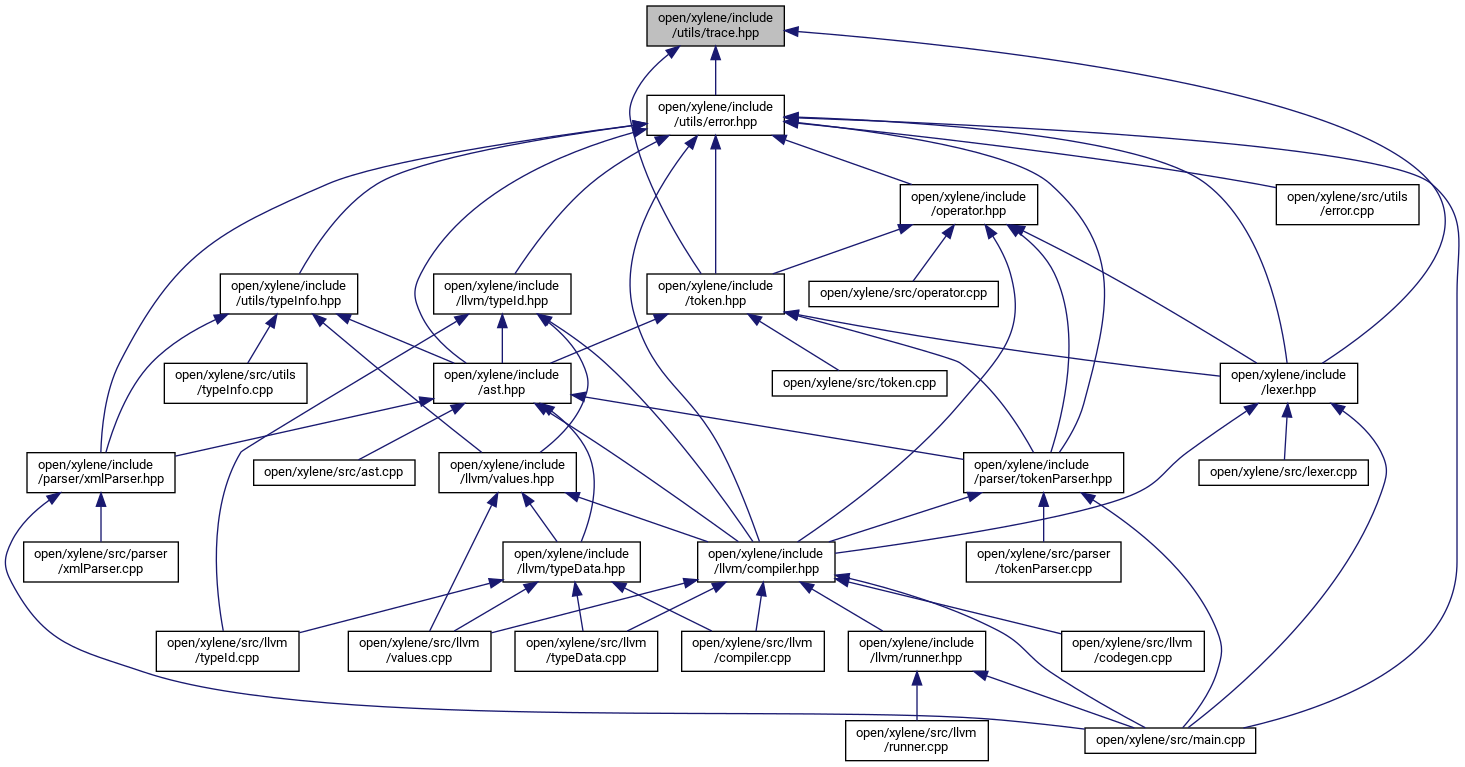 open/xylene/include
/utils/trace.hpp
open/xylene/include
/utils/error.hpp
open/xylene/include
/operator.hpp
open/xylene/src/utils
/error.cpp
open/xylene/include
/utils/typeInfo.hpp
open/xylene/include
/llvm/typeId.hpp
open/xylene/include
/token.hpp
open/xylene/src/operator.cpp
open/xylene/src/utils
/typeInfo.cpp
open/xylene/include
/ast.hpp
open/xylene/src/token.cpp
open/xylene/include
/lexer.hpp
open/xylene/include
/parser/xmlParser.hpp
open/xylene/src/ast.cpp
open/xylene/include
/llvm/values.hpp
open/xylene/include
/parser/tokenParser.hpp
open/xylene/src/lexer.cpp
open/xylene/src/parser
/xmlParser.cpp
open/xylene/include
/llvm/typeData.hpp
open/xylene/include
/llvm/compiler.hpp
open/xylene/src/parser
/tokenParser.cpp
open/xylene/src/llvm
/typeId.cpp
open/xylene/src/llvm
/values.cpp
open/xylene/src/llvm
/typeData.cpp
open/xylene/src/llvm
/compiler.cpp
open/xylene/include
/llvm/runner.hpp
open/xylene/src/llvm
/codegen.cpp
open/xylene/src/llvm
/runner.cpp
open/xylene/src/main.cpp